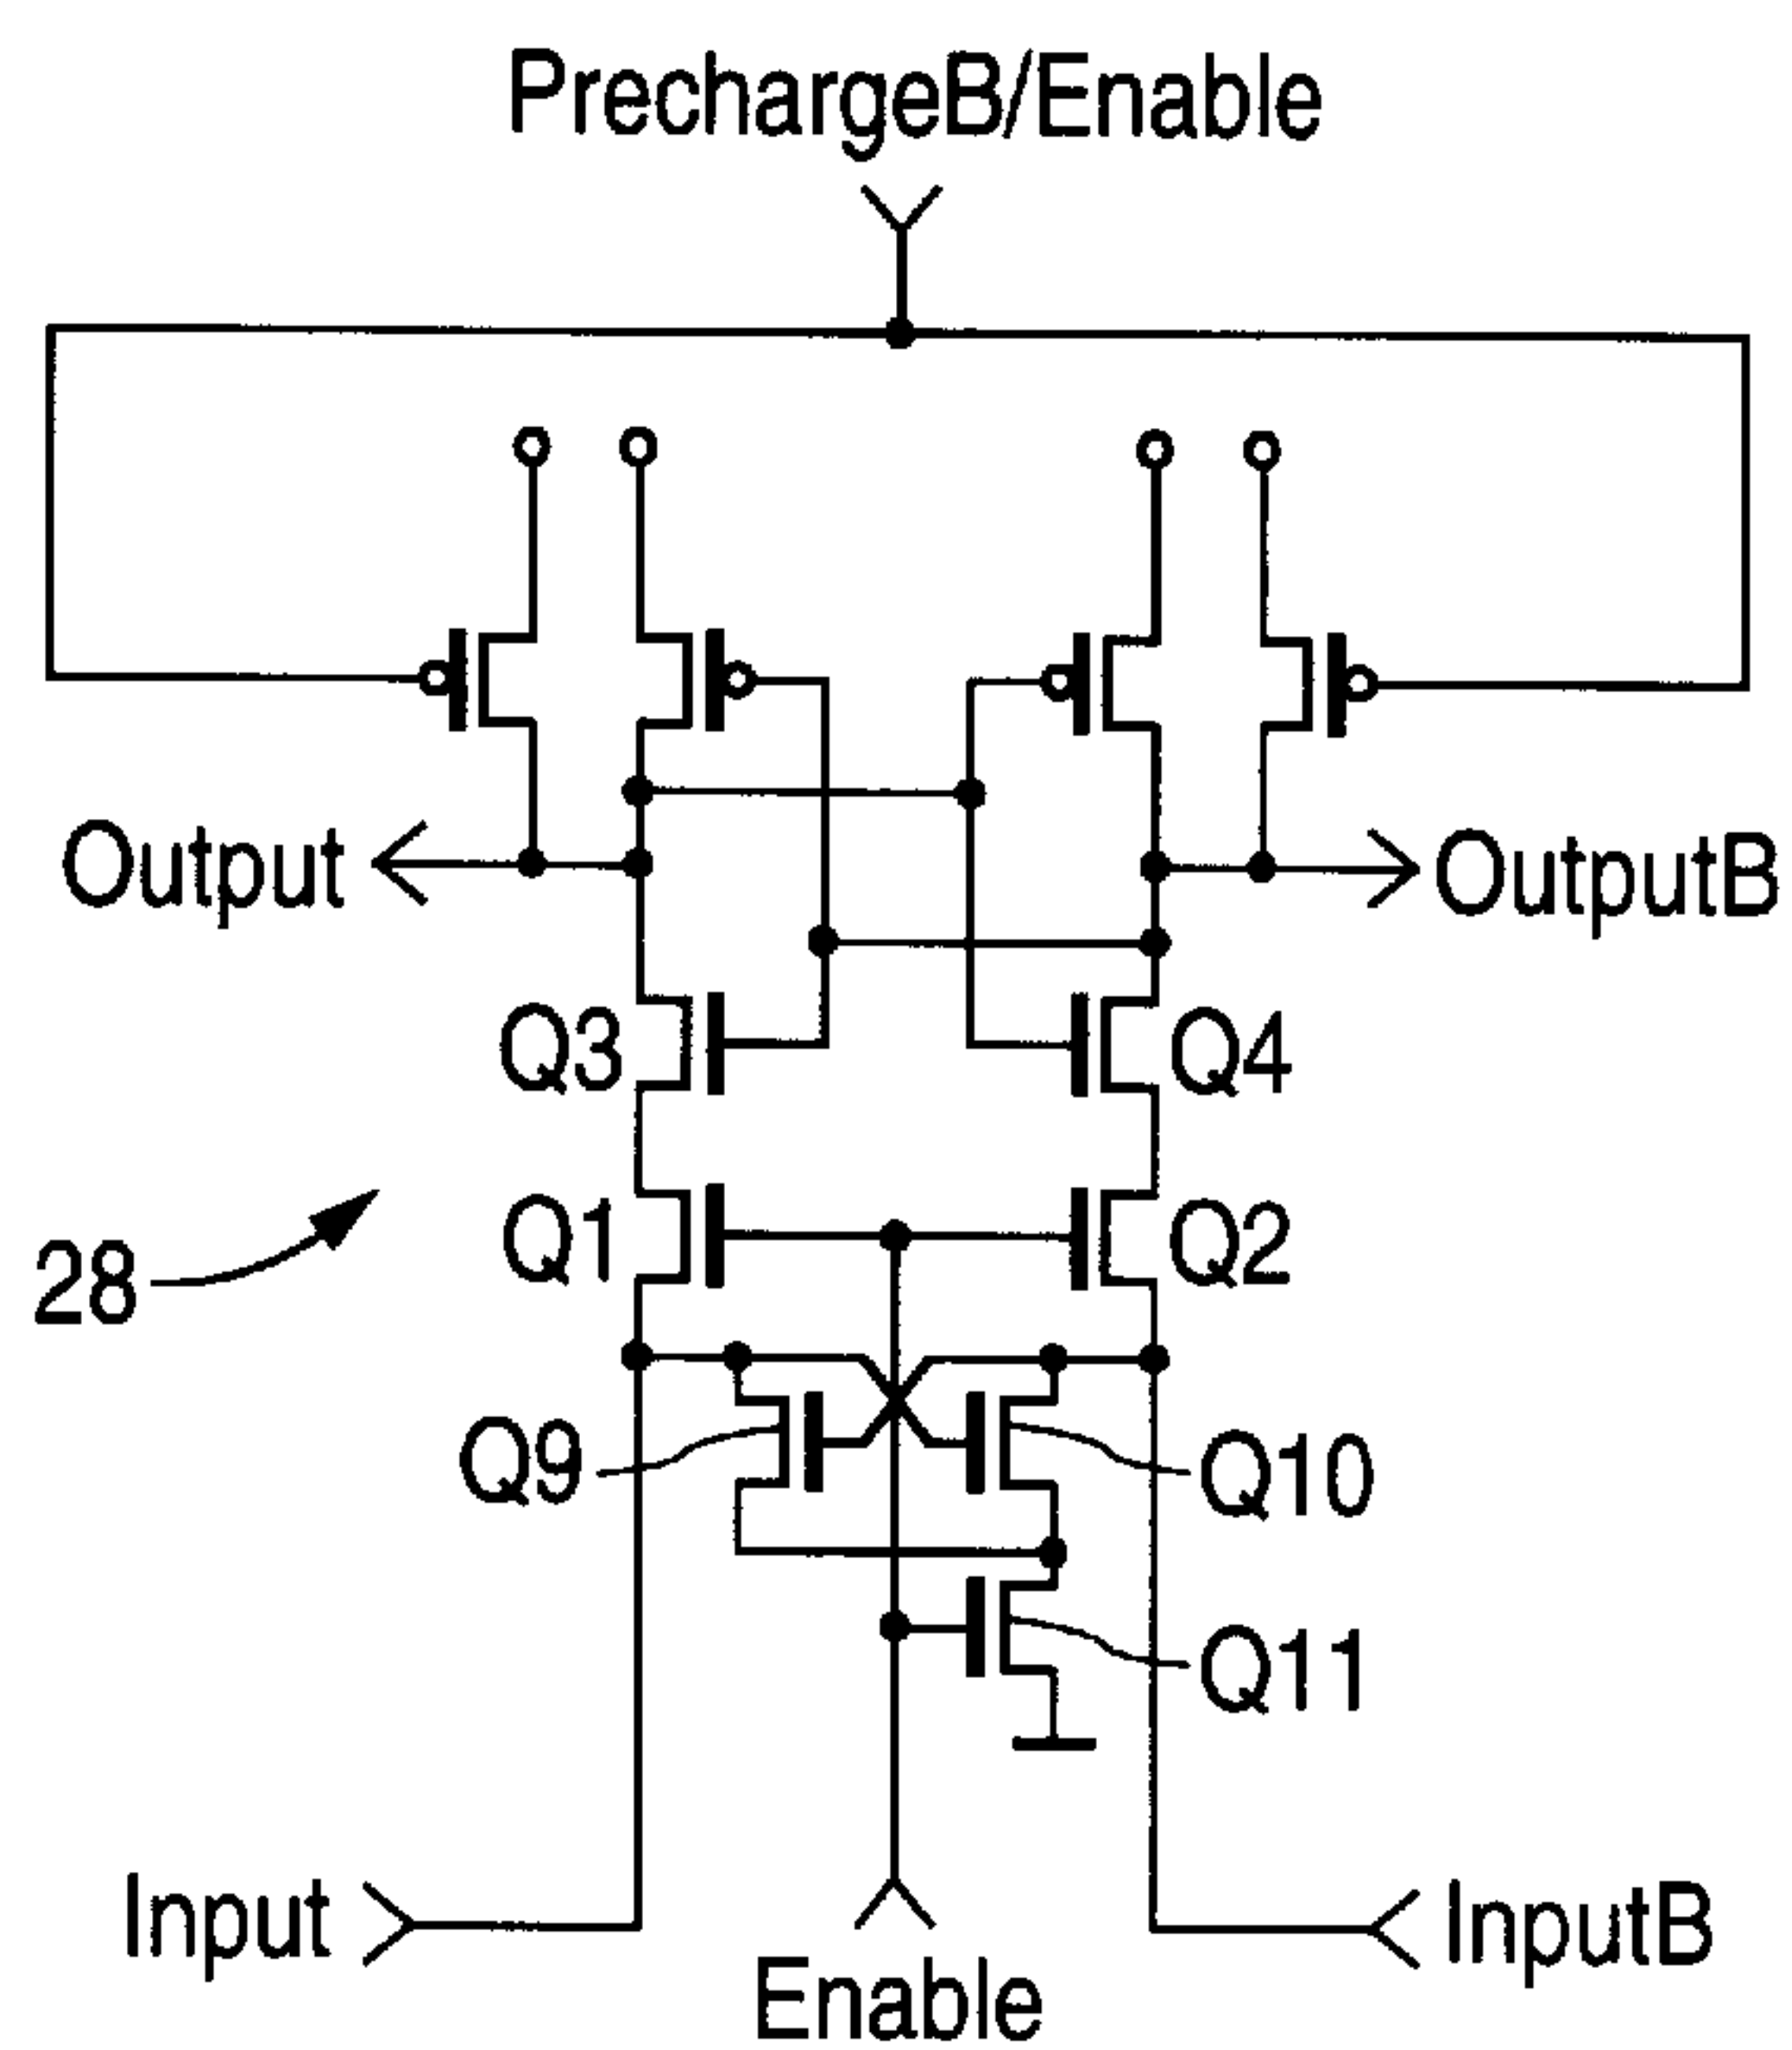 PrechargeB/Enable
Output
OutputB
Q3
Q4
Q1
Q2
28
Q9
Q10
Q11
Input
InputB
Enable